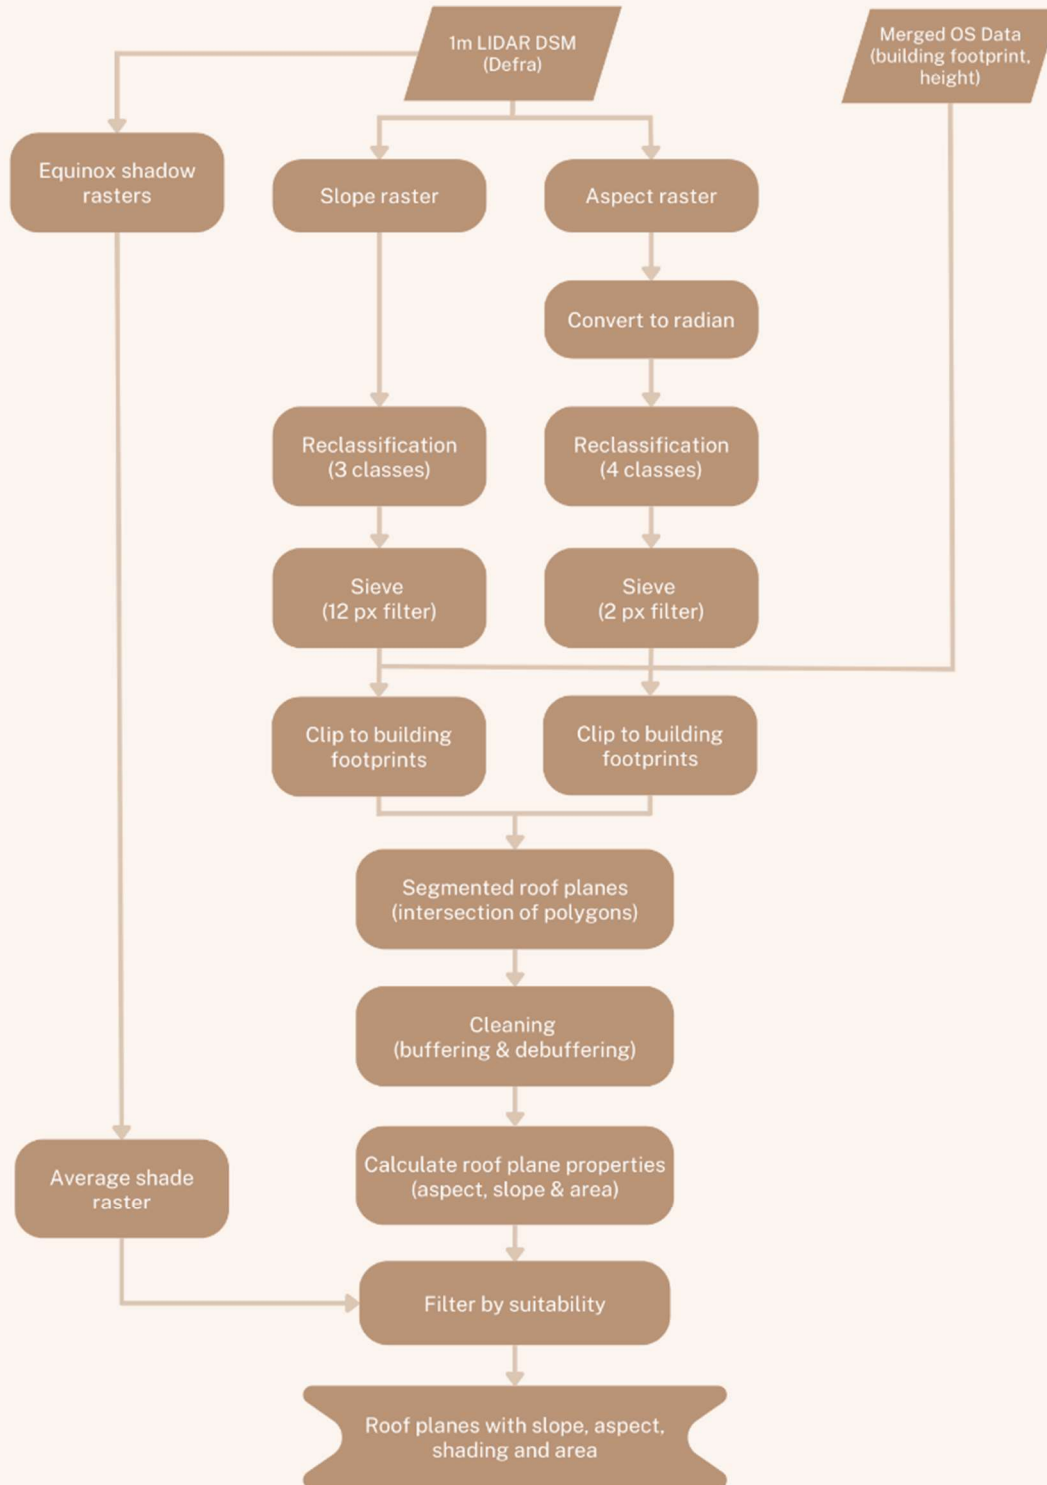 1m LIDAR DSM
(Defra)
Merged OS Data
(building footprint,
height)
Equinox shadow
rasters
Slope raster
Aspect raster
Convert to radian
Reclassification
(3 classes)
Reclassification
(4 classes)
Sieve
(12 px filter)
Sieve
(2 px filter)
Clip to building
footprints
Clip to building
footprints
Segmented roof planes
(intersection of polygons)
Cleaning
(buffering & debuffering)
Calculate roof plane properties
(aspect, slope & area)
Average shade
raster
Filter by suitability
Roof planes with slope, aspect,
shading and area